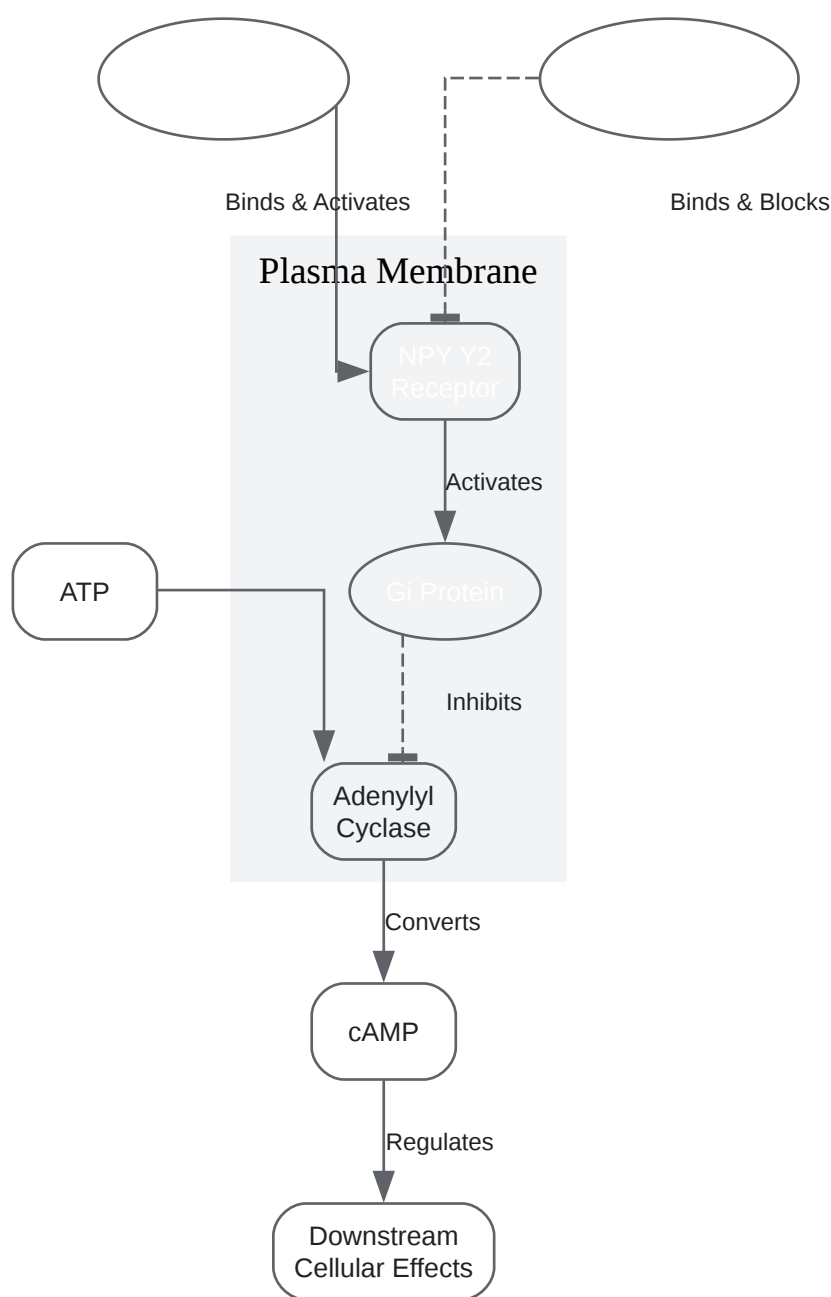 Binds & Activates
Binds & Blocks
Plasma Membrane
NPY Y2
Receptor
Activates
ATP
Gi Protein
Inhibits
Adenylyl
Cyclase
Converts
cAMP
Regulates
Downstream
Cellular Effects